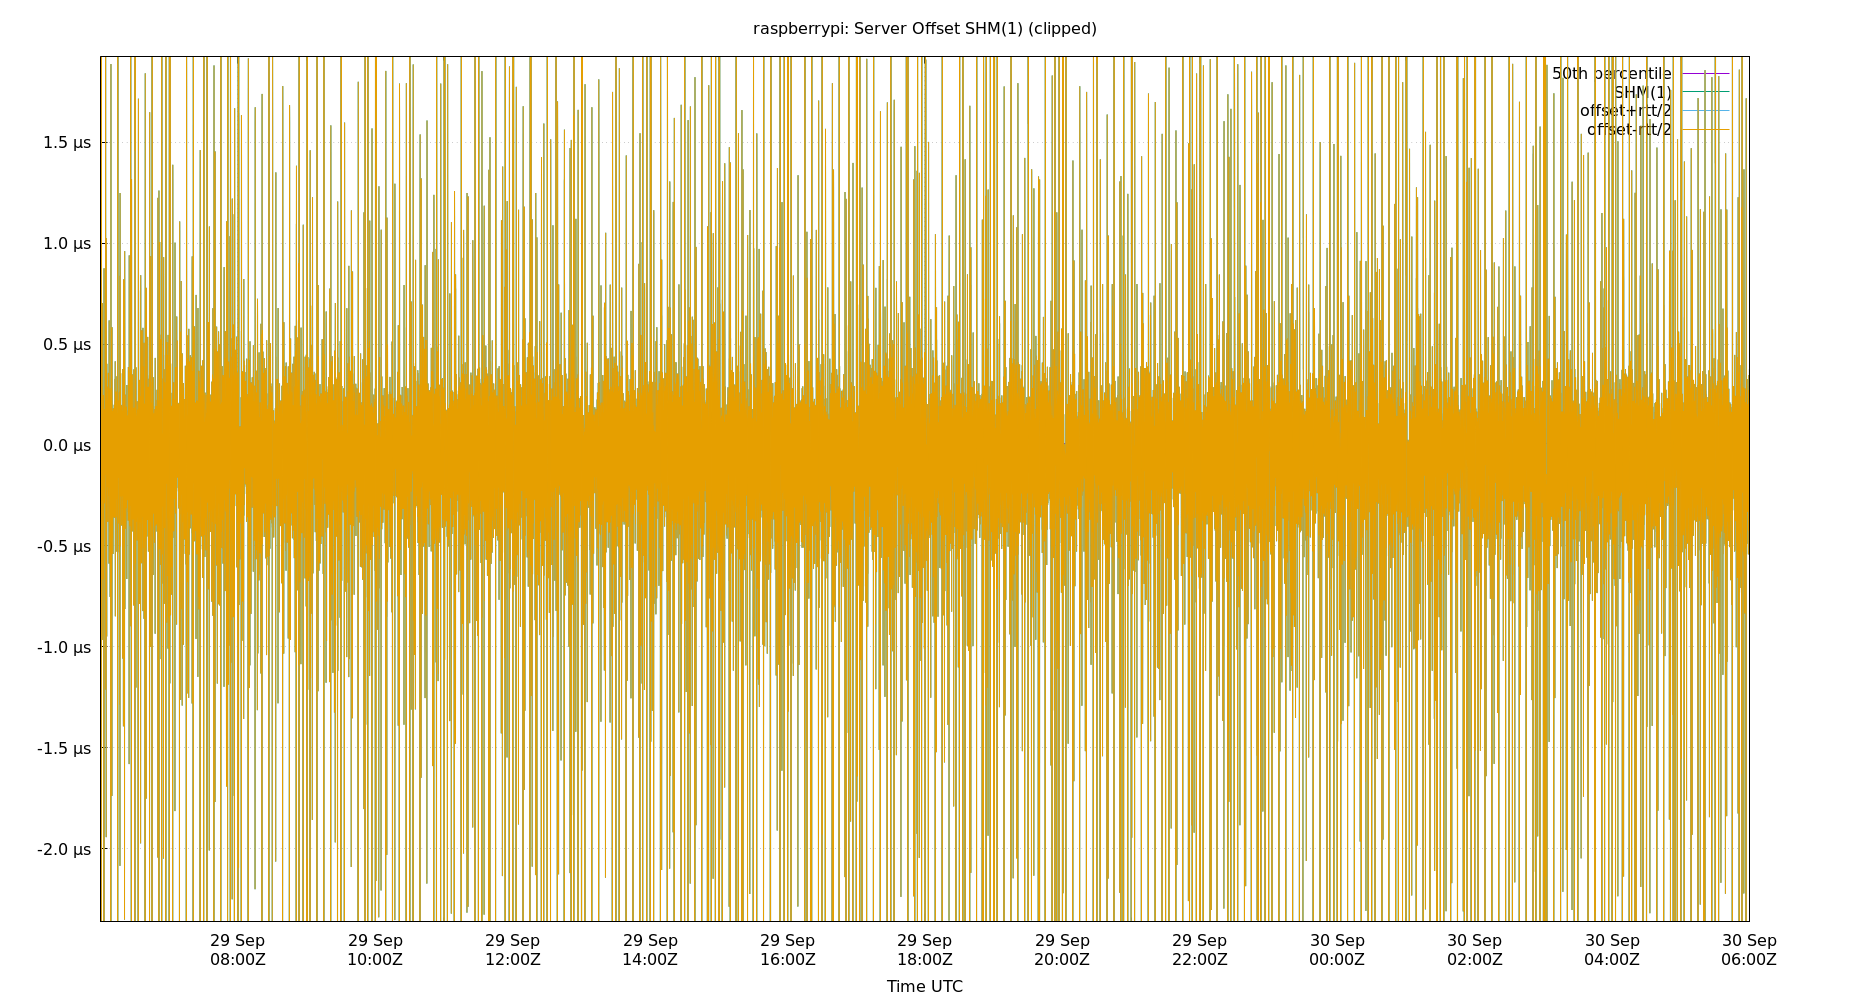 raspberrypi: Server Offset SHM(1) (clipped)
50th percentile
SHM(1)
offset+rtt/2
offset-rtt/2
1.5 µs
1.0 µs
0.5 µs
0.0 µs
-0.5 µs
-1.0 µs
-1.5 µs
-2.0 µs
29 Sep 29 Sep 29 Sep 29 Sep 29 Sep 29 Sep 29 Sep 29 Sep 30 Sep 30 Sep 30 Sep 30 Sep
08:00Z 10:00Z 12:00Z 14:00Z 16:00Z 18:00Z 20:00Z 22:00Z 00:00Z 02:00Z 04:00Z 06:00Z
Time UTC